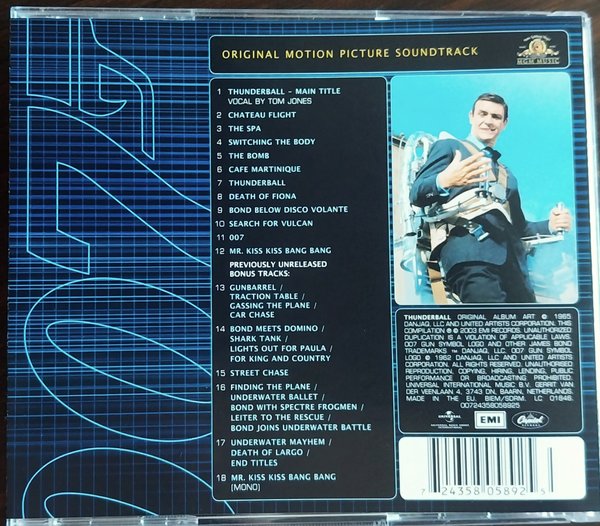 007
ORIGINAL MOTION PICTURE SOUNDTRACK
MGM MUSIC
1 THUNDERBALL – MAIN TITLE
VOCAL BY TOM JONES
2 CHATEAU FLIGHT
3 THE SPA
4 SWITCHING THE BODY
5 THE BOMB
6 CAFE MARTINIQUE
7 THUNDERBALL
8 DEATH OF FIONA
9 BOND BELOW DISCO VOLANTE
10 SEARCH FOR VULCAN
11 007
12 MR. KISS KISS BANG BANG
PREVIOUSLY UNRELEASED
BONUS TRACKS:
13 GUNBARREL /
TRACTION TABLE /
GASSING THE PLANE /
CAR CHASE
14 BOND MEETS DOMINO /
SHARK TANK /
LIGHTS OUT FOR PAULA /
FOR KING AND COUNTRY
15 STREET CHASE
16 FINDING THE PLANE /
UNDERWATER BALLET /
BOND WITH SPECTRE FROGMEN /
LEITER TO THE RESCUE /
BOND JOINS UNDERWATER BATTLE
17 UNDERWATER MAYHEM /
DEATH OF LARGO /
END TITLES
18 MR. KISS KISS BANG BANG
(MONO)
THUNDERBALL ORIGINAL ALBUM ART © 1965
DANJAQ, LLC AND UNITED ARTISTS CORPORATION. THIS
COMPILATION ℗ © 2003 EMI RECORDS. UNAUTHORIZED
DUPLICATION IS A VIOLATION OF APPLICABLE LAWS.
007 GUN SYMBOL LOGO AND OTHER JAMES BOND
TRADEMARKS ™ DANJAQ, LLC. 007 GUN SYMBOL
LOGO © 1962 DANJAQ, LLC AND UNITED ARTISTS
CORPORATION. ALL RIGHTS RESERVED. UNAUTHORISED
REPRODUCTION, COPYING, HIRING, LENDING, PUBLIC
PERFORMANCE OR BROADCASTING PROHIBITED.
UNIVERSAL INTERNATIONAL MUSIC B.V. GERRIT VAN
DER VEENLAAN 4, 3743 DN, BAARN, NETHERLANDS.
MADE IN THE EU. BIEM/SDRM. LC 01846.
00724358058925
UNIVERSAL
EMI
Capitol
7 24358 05892 5